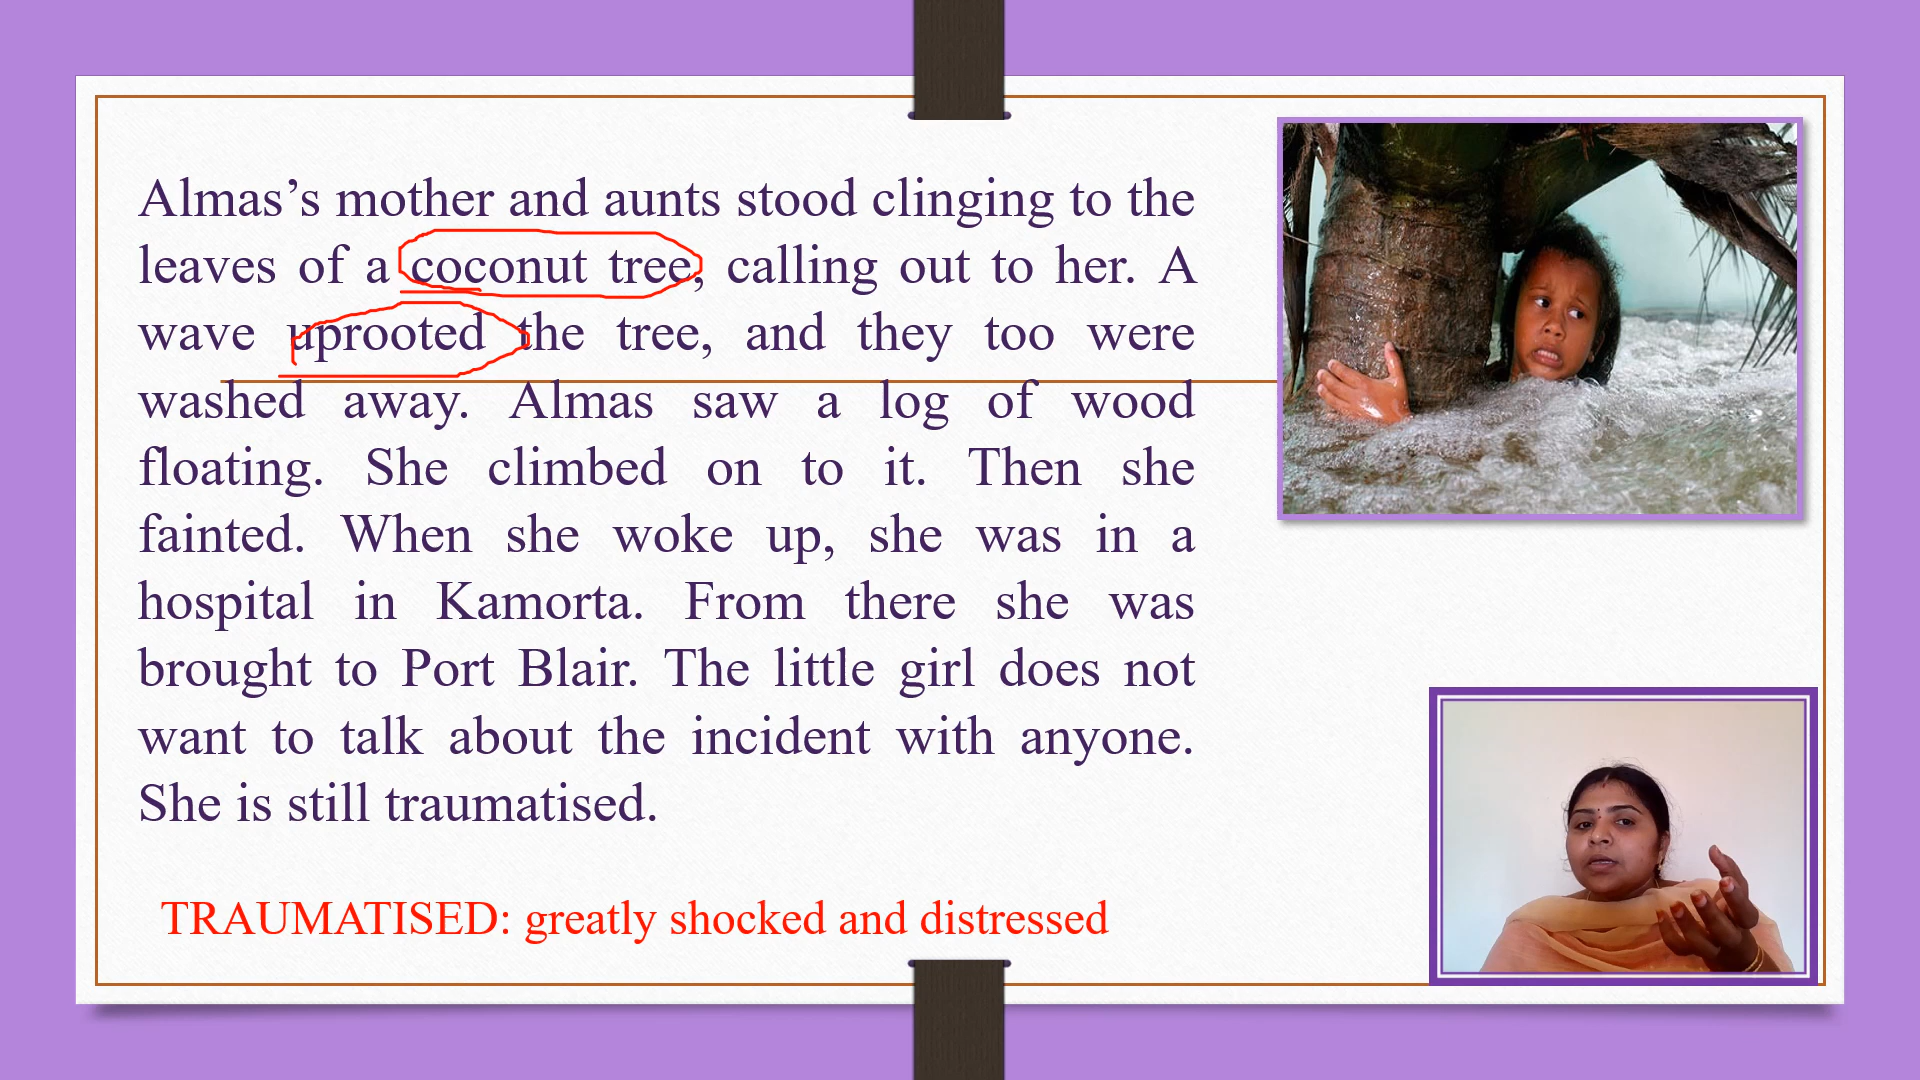 Almas’s mother and aunts stood clinging to the
leaves of a coconut tree, calling out to her. A
wave uprooted the tree, and they too were
washed away. Almas saw a log of wood
floating. She climbed on to it. Then she
fainted. When she woke up, she was in a
hospital in Kamorta. From there she was
brought to Port Blair. The little girl does not
want to talk about the incident with anyone.
She is still traumatised.
TRAUMATISED: greatly shocked and distressed